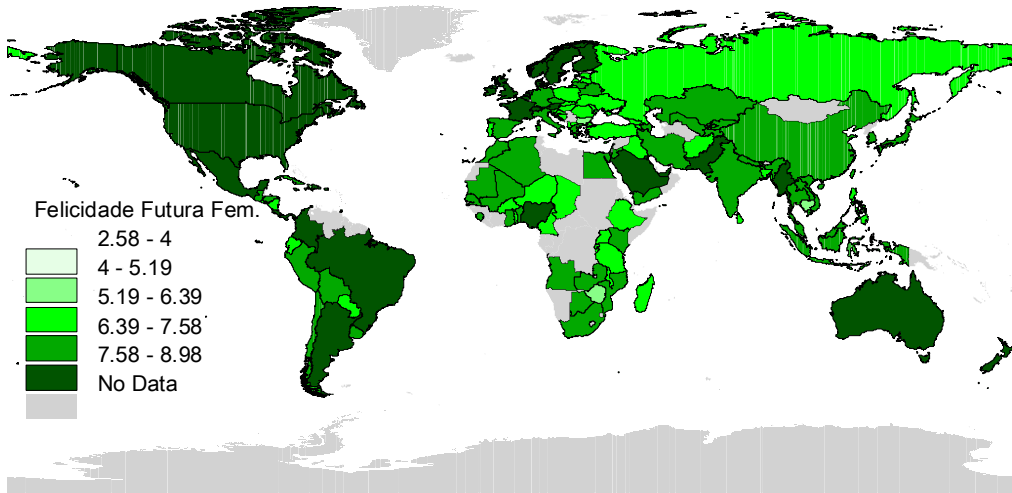 Felicidade Futura Fem.
2.58 - 4
4 - 5.19
5.19 - 6.39
6.39 - 7.58
7.58 - 8.98
No Data